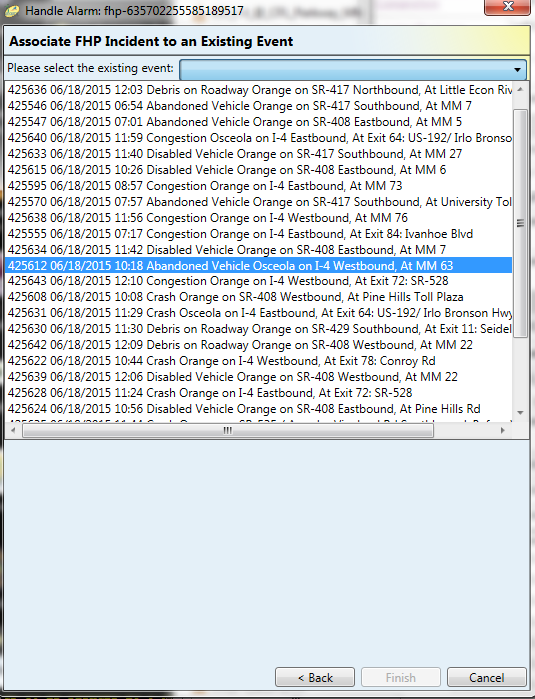 Handle Alarm: fhp-635702255585189517
Associate FHP Incident to an Existing Event
Please select the existing event:
425636 06/18/2015 12:03 Debris on Roadway Orange on SR-417 Northbound, At Little Econ Riv
425546 06/18/2015 06:54 Abandoned Vehicle Orange on SR-417 Southbound, At MM 7
425547 06/18/2015 07:01 Abandoned Vehicle Orange on SR-408 Eastbound, At MM 5
425640 06/18/2015 11:59 Congestion Osceola on I-4 Eastbound, At Exit 64: US-192/ Irlo Bronso
425633 06/18/2015 11:40 Disabled Vehicle Orange on SR-417 Southbound, At MM 27
425615 06/18/2015 10:26 Disabled Vehicle Orange on SR-408 Eastbound, At MM 6
425595 06/18/2015 08:57 Congestion Orange on I-4 Eastbound, At MM 73
425570 06/18/2015 07:57 Abandoned Vehicle Orange on SR-417 Southbound, At University Tol
425638 06/18/2015 11:56 Congestion Orange on I-4 Westbound, At MM 76
425555 06/18/2015 07:17 Congestion Orange on I-4 Eastbound, At Exit 84: Ivanhoe Blvd
425634 06/18/2015 11:42 Disabled Vehicle Orange on SR-408 Eastbound, At MM 7
425612 06/18/2015 10:18 Abandoned Vehicle Osceola on I-4 Westbound, At MM 63
425643 06/18/2015 12:10 Congestion Orange on I-4 Westbound, At Exit 72: SR-528
425608 06/18/2015 10:08 Crash Orange on SR-408 Westbound, At Pine Hills Toll Plaza
425631 06/18/2015 11:29 Crash Osceola on I-4 Eastbound, At Exit 64: US-192/ Irlo Bronson Hwy
425630 06/18/2015 11:30 Debris on Roadway Orange on SR-429 Southbound, At Exit 11: Seidel
425642 06/18/2015 12:09 Debris on Roadway Orange on SR-408 Westbound, At MM 22
425622 06/18/2015 10:44 Crash Orange on I-4 Westbound, At Exit 78: Conroy Rd
425639 06/18/2015 12:06 Disabled Vehicle Orange on SR-408 Westbound, At MM 22
425628 06/18/2015 11:24 Crash Orange on I-4 Eastbound, At Exit 72: SR-528
425624 06/18/2015 10:56 Disabled Vehicle Orange on SR-408 Eastbound, At Pine Hills Rd
< Back
Finish
Cancel